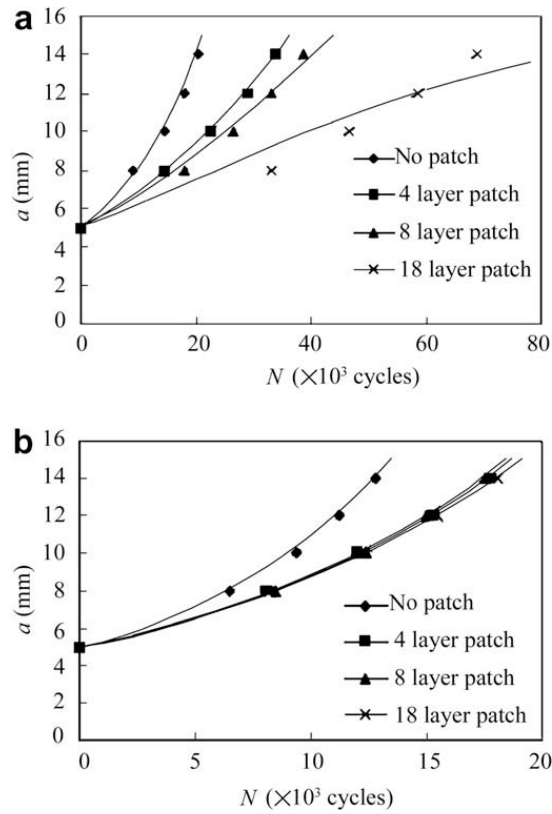 a
16
14
12
10
8
6
4
2
0
a (mm)
No patch
4 layer patch
8 layer patch
18 layer patch
0
20
40
60
80
N (×10³ cycles)
b
16
14
12
10
8
6
4
2
0
a (mm)
No patch
4 layer patch
8 layer patch
18 layer patch
0
5
10
15
20
N (×10³ cycles)